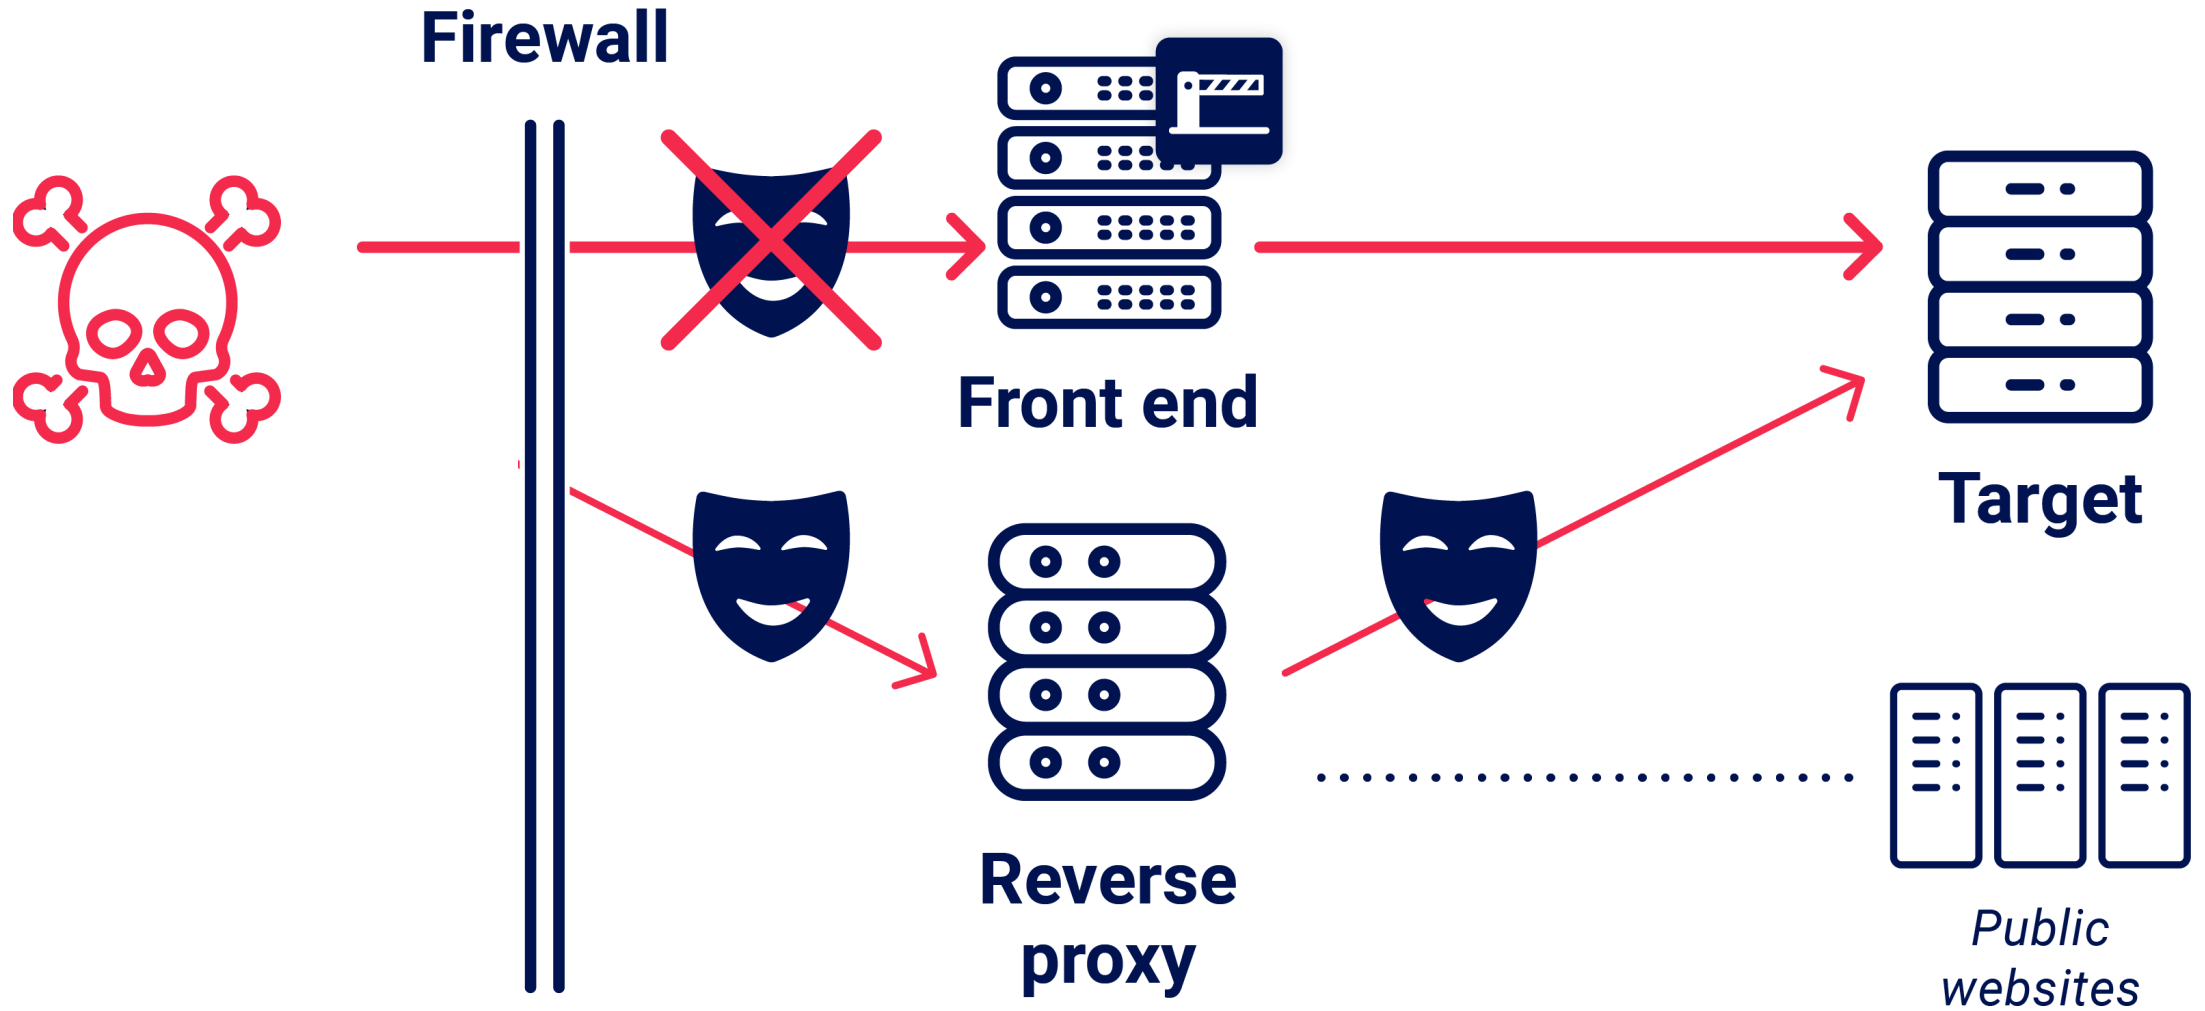 Firewall
Front end
Target
Reverse
proxy
Public
websites